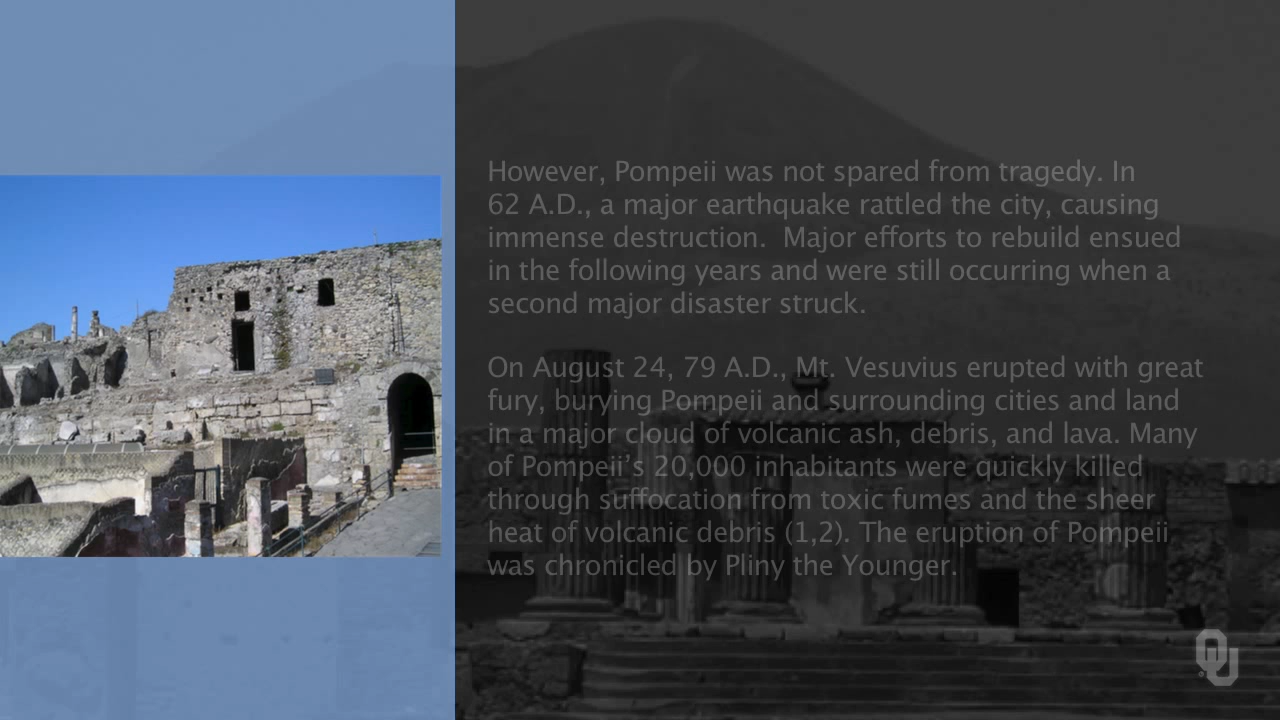 However, Pompeii was not spared from tragedy. In
62 A.D., a major earthquake rattled the city, causing
immense destruction.  Major efforts to rebuild ensued
in the following years and were still occurring when a
second major disaster struck.
On August 24, 79 A.D., Mt. Vesuvius erupted with great
fury, burying Pompeii and surrounding cities and land
in a major cloud of volcanic ash, debris, and lava. Many
of Pompeii's 20,000 inhabitants were quickly killed
through suffocation from toxic fumes and the sheer
heat of volcanic debris (1,2). The eruption of Pompeii
was chronicled by Pliny the Younger.
OU